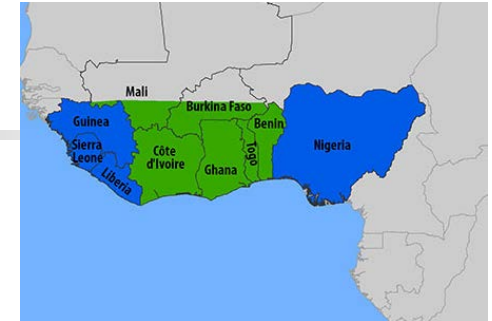 Mali
Burkina Faso
Guinea
Benin
Sierra
Leone
Côte
d'Ivoire
Togo
Nigeria
Ghana
Liberia